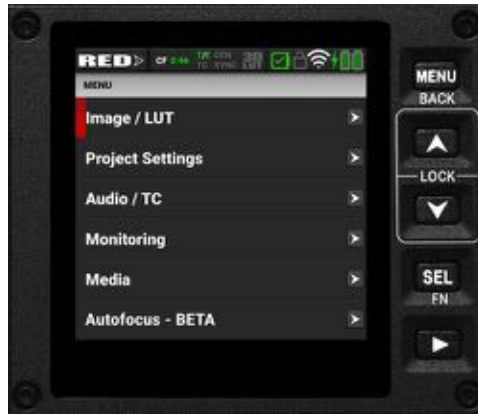 RED
MENU
Image / LUT
Project Settings
Audio / TC
Monitoring
Media
Autofocus - BETA
MENU
BACK
LOCK
SEL
FN